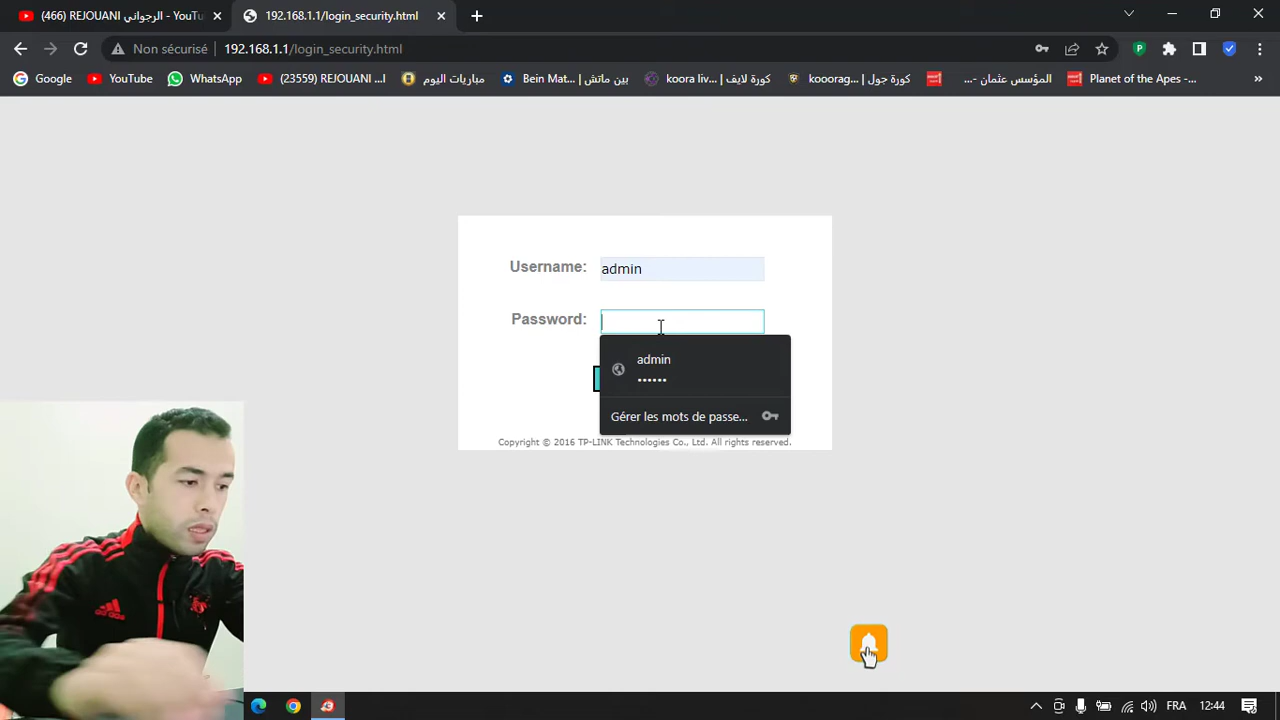 (466) REJOUANI الرجواني - YouTu
192.168.1.1/login_security.html
Non sécurisé
192.168.1.1/login_security.html
Google
YouTube
WhatsApp
(23559) REJOUANI ...ا
مباريات اليوم
Bein Mat... - بين ماتش
koora liv... - كورة لايف
kooorag... - كورة جول
المؤسس عثمان -...
Planet of the Apes -...
Username:
admin
Password:
admin
••••••
Gérer les mots de passe...
Copyright © 2016 TP-LINK Technologies Co., Ltd. All rights reserved.
adidas
FRA
12:44